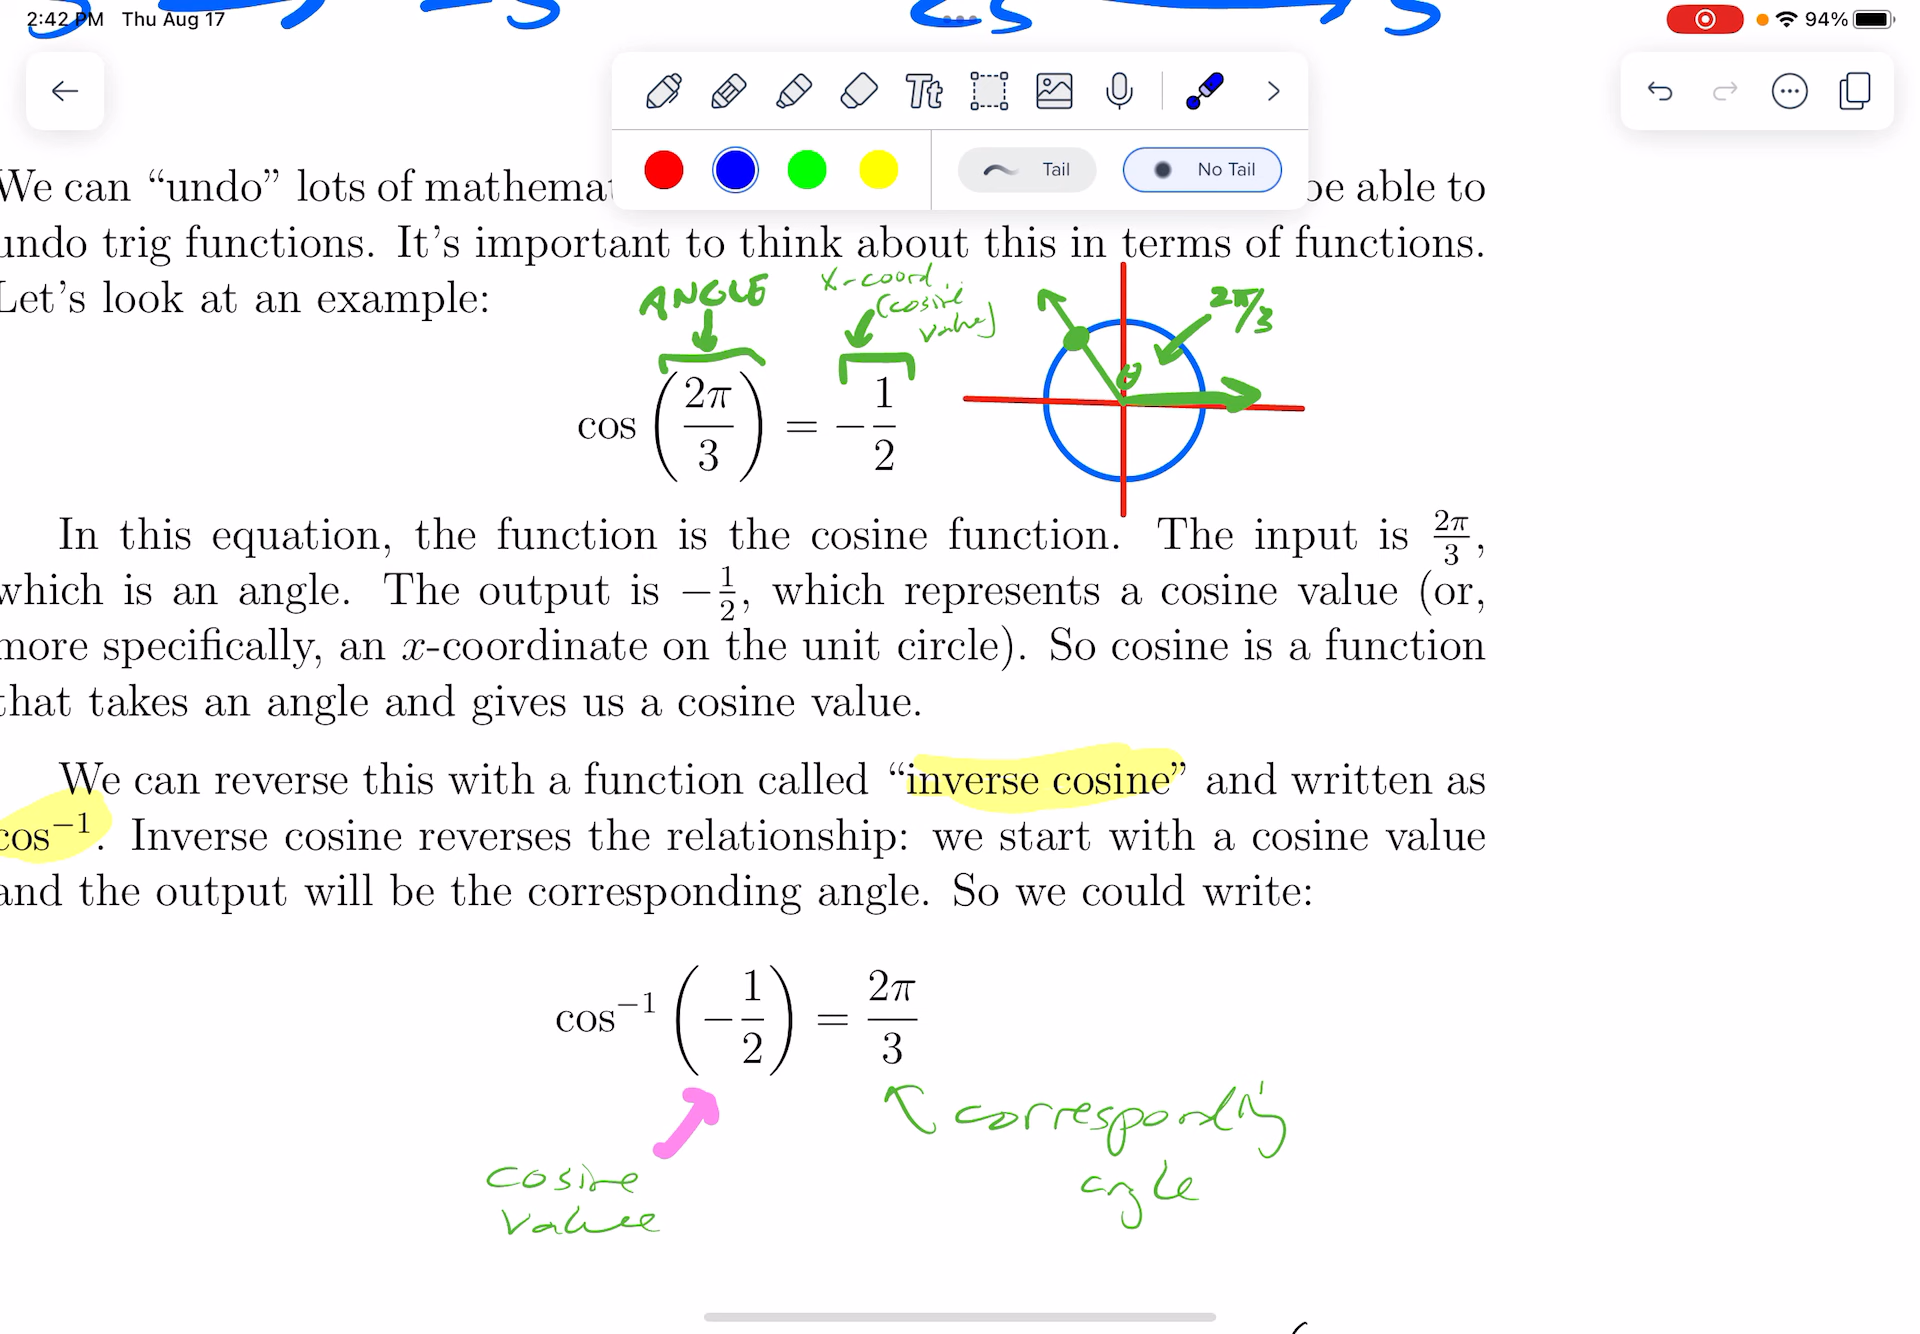 2:42 PM Thu Aug 17
94%
Tt
Tail
No Tail
We can “undo” lots of mathema
be able to
undo trig functions. It’s important to think about this in terms of functions.
Let’s look at an example:
ANGLE
x-coord.
(cosine
value)
2π/3
θ
cos(2π/3) = −1/2
In this equation, the function is the cosine function. The input is 2π/3,
which is an angle. The output is −1/2, which represents a cosine value (or,
more specifically, an x-coordinate on the unit circle). So cosine is a function
that takes an angle and gives us a cosine value.
We can reverse this with a function called “inverse cosine” and written as
cos⁻¹. Inverse cosine reverses the relationship: we start with a cosine value
and the output will be the corresponding angle. So we could write:
cos⁻¹(−1/2) = 2π/3
corresponding
angle
cosine
value